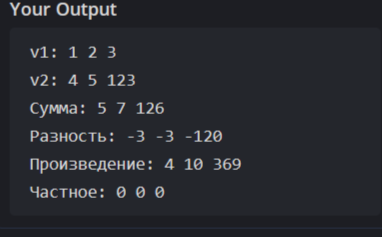 Your Output
v1: 1 2 3
v2: 4 5 123
Сумма: 5 7 126
Разность: -3 -3 -120
Произведение: 4 10 369
Частное: 0 0 0